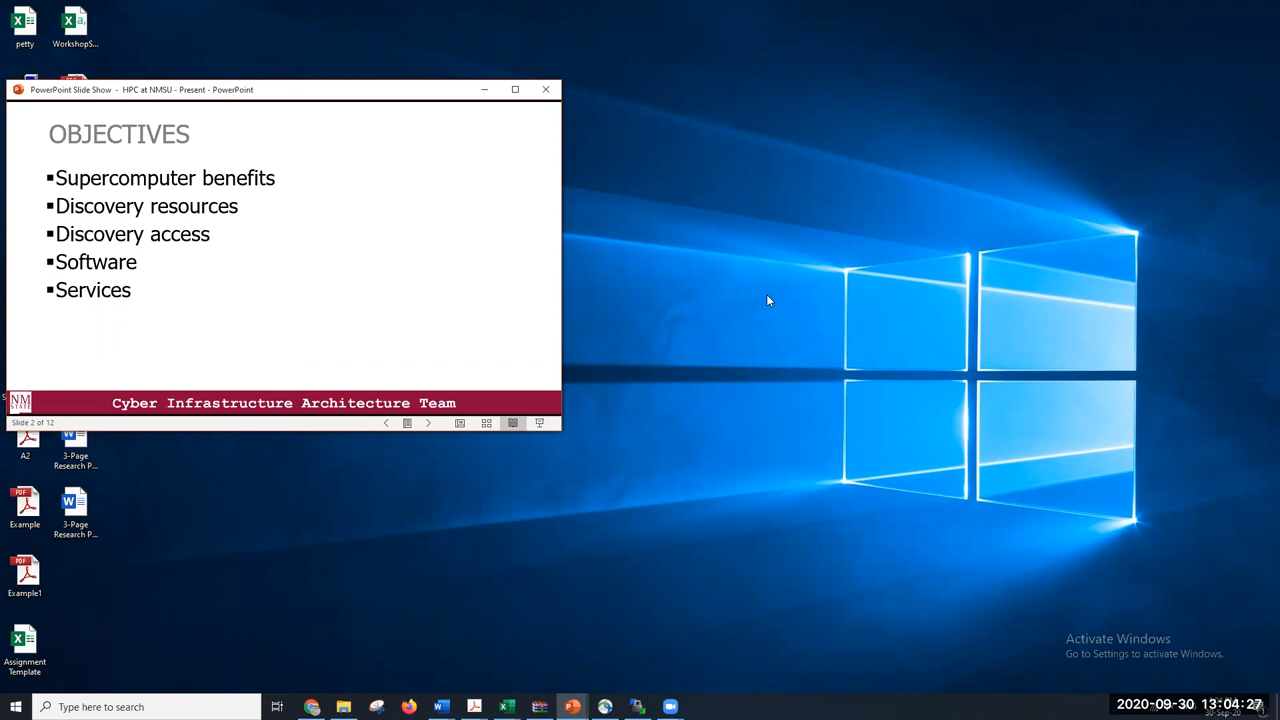 petty
WorkshopS...
PowerPoint Slide Show - HPC at NMSU - Present - PowerPoint
OBJECTIVES
▪Supercomputer benefits
▪Discovery resources
▪Discovery access
▪Software
▪Services
NM
STATE
Cyber Infrastructure Architecture Team
Slide 2 of 12
A2
3-Page
Research P...
Example
3-Page
Research P...
Example1
Assignment
Template
Activate Windows
Go to Settings to activate Windows.
Type here to search
2020-09-30 13:04:27